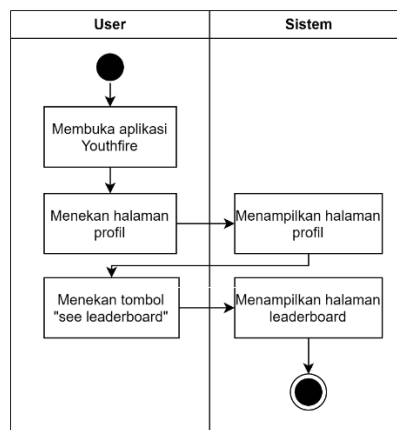 User
Sistem
Membuka aplikasi
Youthfire
Menekan halaman
profil
Menampilkan halaman
profil
Menekan tombol
"see leaderboard"
Menampilkan halaman
leaderboard